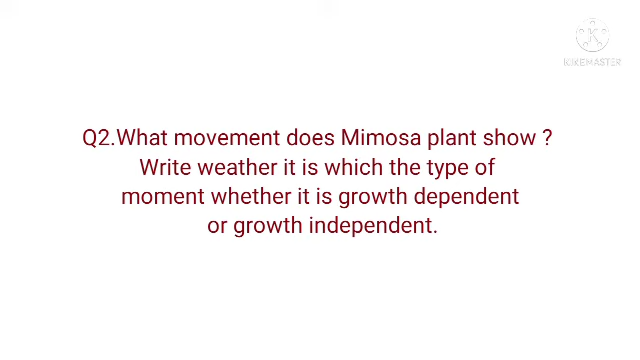 KINEMASTER
Q2.What movement does Mimosa plant show ?
Write weather it is which the type of
moment whether it is growth dependent
or growth independent.